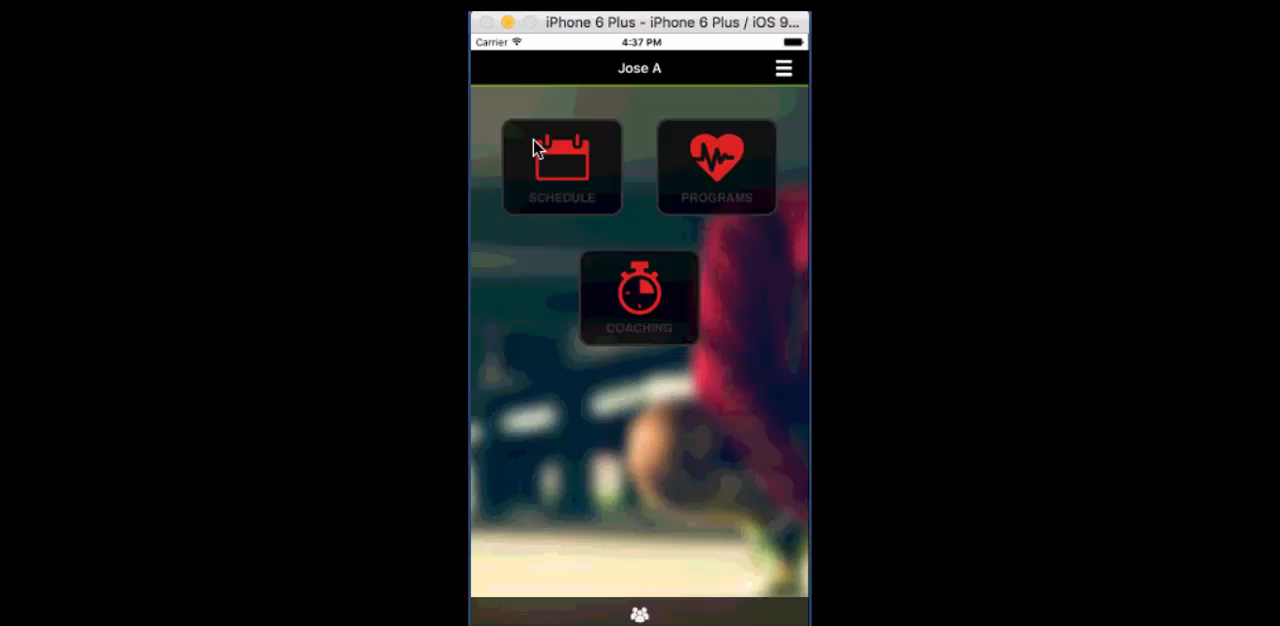 iPhone 6 Plus - iPhone 6 Plus / iOS 9...
Carrier
4:37 PM
Jose A
SCHEDULE
PROGRAMS
COACHING